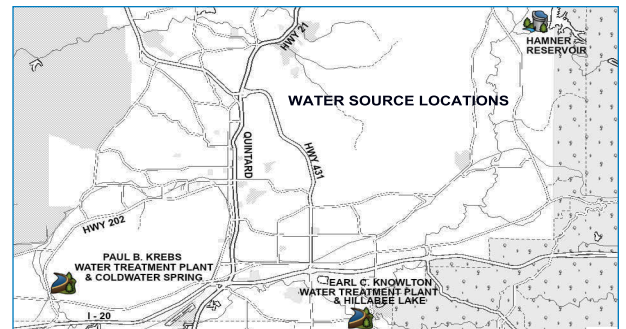 HWY 21
HAMNER
RESERVOIR
WATER SOURCE LOCATIONS
QUINTARD
HWY 431
HWY 202
PAUL B. KREBS
WATER TREATMENT PLANT
& COLDWATER SPRING
EARL C. KNOWLTON
WATER TREATMENT PLANT
& HILLABEE LAKE
I - 20